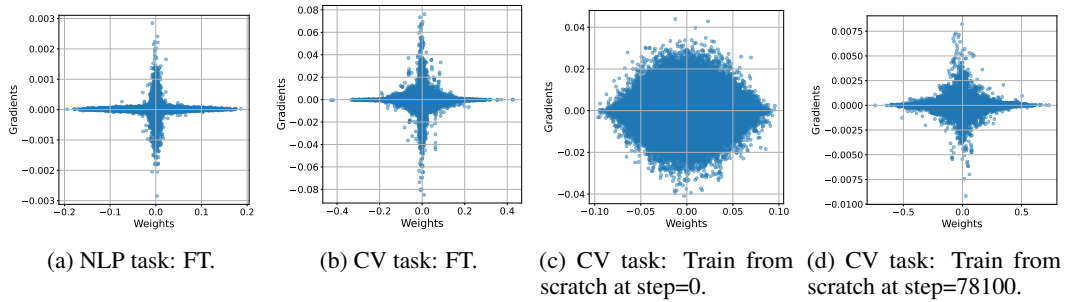 0.003
0.002
0.001
0.000
−0.001
−0.002
−0.003
Gradients
−0.2 −0.1 0.0 0.1 0.2
Weights
0.08
0.06
0.04
0.02
0.00
−0.02
−0.04
−0.06
−0.08
Gradients
−0.4 −0.2 0.0 0.2 0.4
Weights
0.04
0.02
0.00
−0.02
−0.04
Gradients
−0.10 −0.05 0.00 0.05 0.10
Weights
0.0075
0.0050
0.0025
0.0000
−0.0025
−0.0050
−0.0075
−0.0100
Gradients
−0.5 0.0 0.5
Weights
(a) NLP task: FT.
(b) CV task: FT.
(c) CV task: Train from
scratch at step=0.
(d) CV task: Train from
scratch at step=78100.